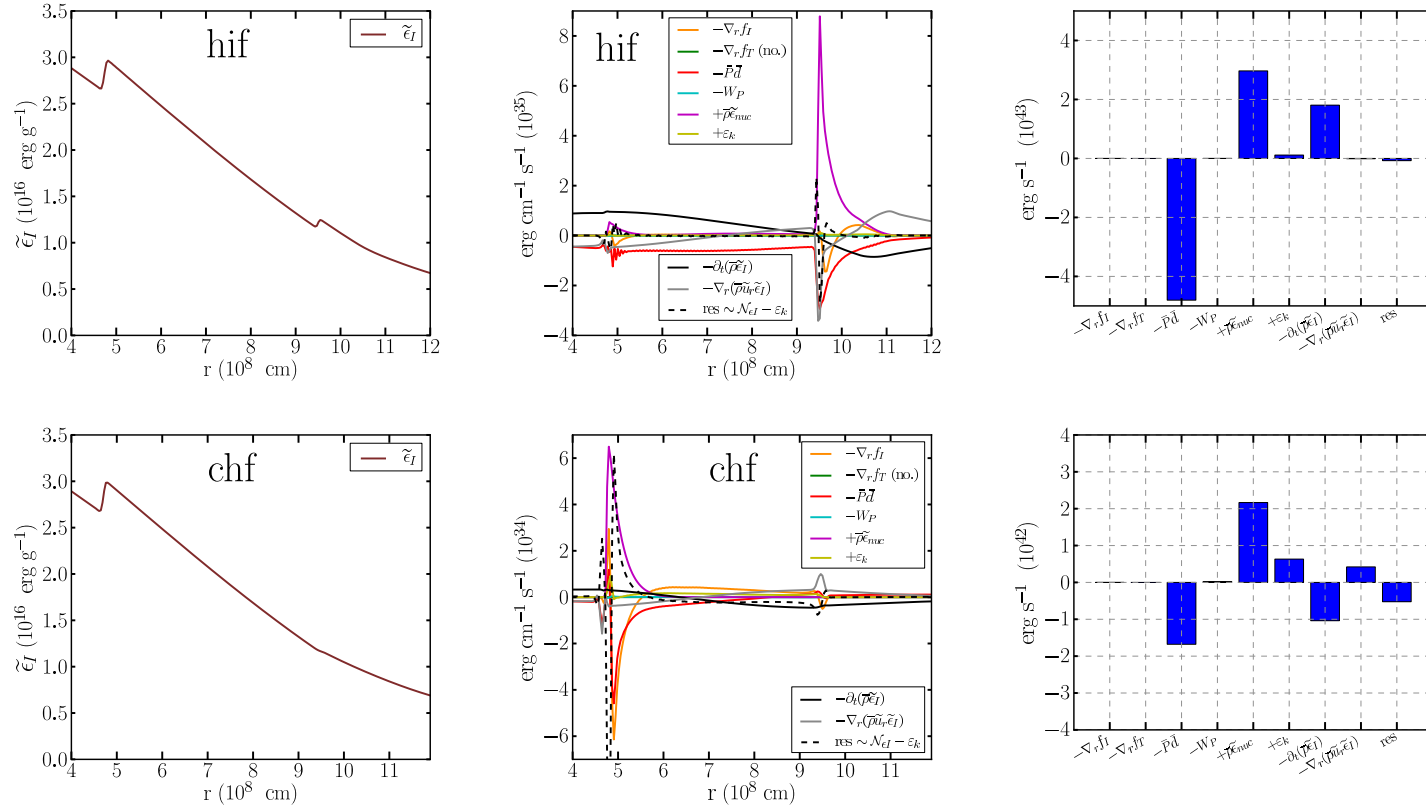 hif
ε̃_I
3.5
3.0
2.5
2.0
1.5
1.0
0.5
0.0
ε̃_I (10^16 erg g^−1)
4 5 6 7 8 9 10 11 12
r (10^8 cm)
hif
−∇_r f_I
−∇_r f_T (no.)
−P̄ d̄
−W_P
+ρ̄ε̃_nuc
+ε_k
8
6
4
2
0
−2
−4
erg cm^−1 s^−1 (10^35)
−∂_t(ρ̄ε̃_I)
−∇_r(ρ̄ũ_r ε̃_I)
res ∼ N_εI − ε_k
4 5 6 7 8 9 10 11 12
r (10^8 cm)
4
2
0
−2
−4
erg s^−1 (10^43)
−∇_r f_I
−∇_r f_T
−P̄ d̄
−W_P
+ρ̄ε̃_nuc
+ε_k
−∂_t(ρ̄ε̃_I)
−∇_r(ρ̄ũ_r ε̃_I)
res
chf
ε̃_I
3.5
3.0
2.5
2.0
1.5
1.0
0.5
0.0
ε̃_I (10^16 erg g^−1)
4 5 6 7 8 9 10 11
r (10^8 cm)
chf
−∇_r f_I
−∇_r f_T (no.)
−P̄ d̄
−W_P
+ρ̄ε̃_nuc
+ε_k
6
4
2
0
−2
−4
−6
erg cm^−1 s^−1 (10^34)
−∂_t(ρ̄ε̃_I)
−∇_r(ρ̄ũ_r ε̃_I)
res ∼ N_εI − ε_k
4 5 6 7 8 9 10 11
r (10^8 cm)
4
3
2
1
0
−1
−2
−3
−4
erg s^−1 (10^42)
−∇_r f_I
−∇_r f_T
−P̄ d̄
−W_P
+ρ̄ε̃_nuc
+ε_k
−∂_t(ρ̄ε̃_I)
−∇_r(ρ̄ũ_r ε̃_I)
res